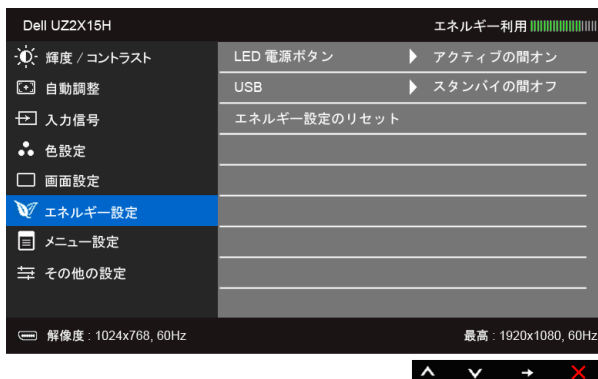 Dell UZ2X15H エネルギー利用
輝度 / コントラスト LED 電源ボタン アクティブの間オン
自動調整 USB スタンバイの間オフ
入力信号 エネルギー設定のリセット
色設定
画面設定
エネルギー設定
メニュー設定
その他の設定
解像度 : 1024x768, 60Hz 最高 : 1920x1080, 60Hz